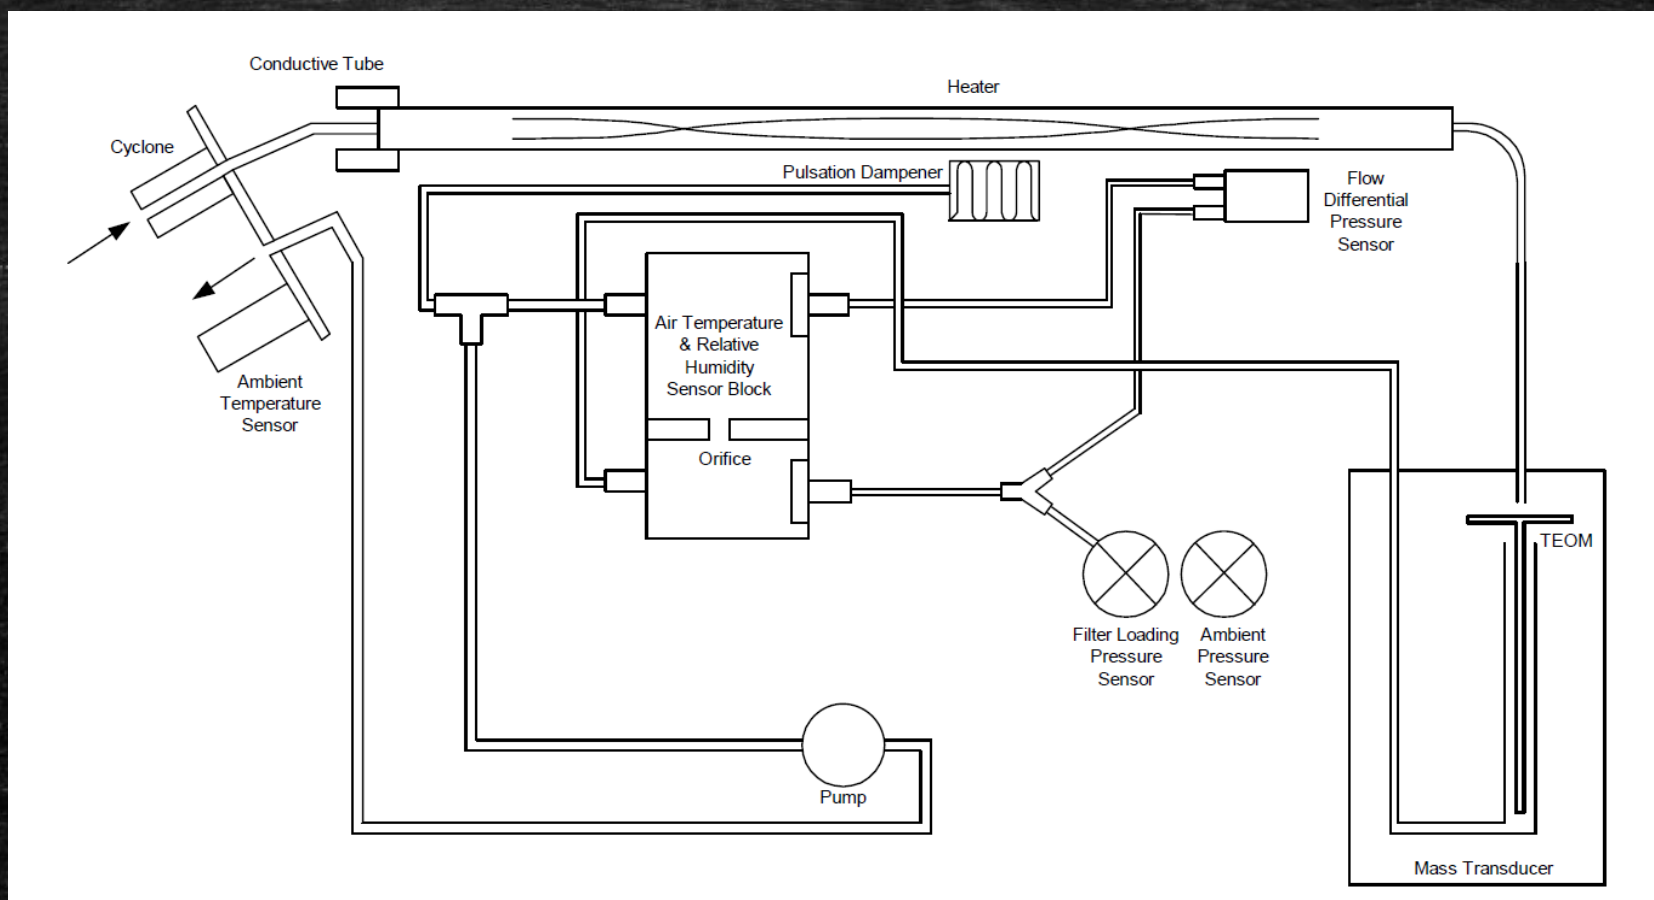 Conductive Tube
Heater
Cyclone
Pulsation Dampener
Flow
Differential
Pressure
Sensor
Air Temperature
& Relative
Humidity
Sensor Block
Ambient
Temperature
Sensor
Orifice
TEOM
Filter Loading
Pressure
Sensor
Ambient
Pressure
Sensor
Pump
Mass Transducer